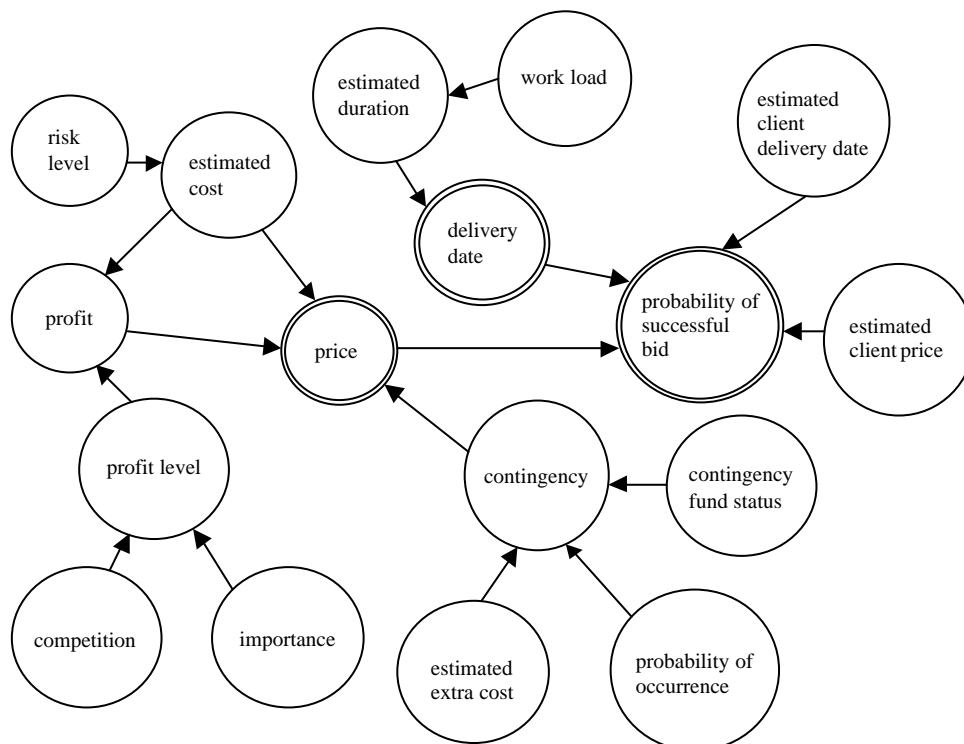 estimated
duration
work load
estimated
client
delivery date
risk
level
estimated
cost
delivery
date
profit
price
probability of
successful
bid
estimated
client price
profit level
contingency
contingency
fund status
competition
importance
estimated
extra cost
probability of
occurrence